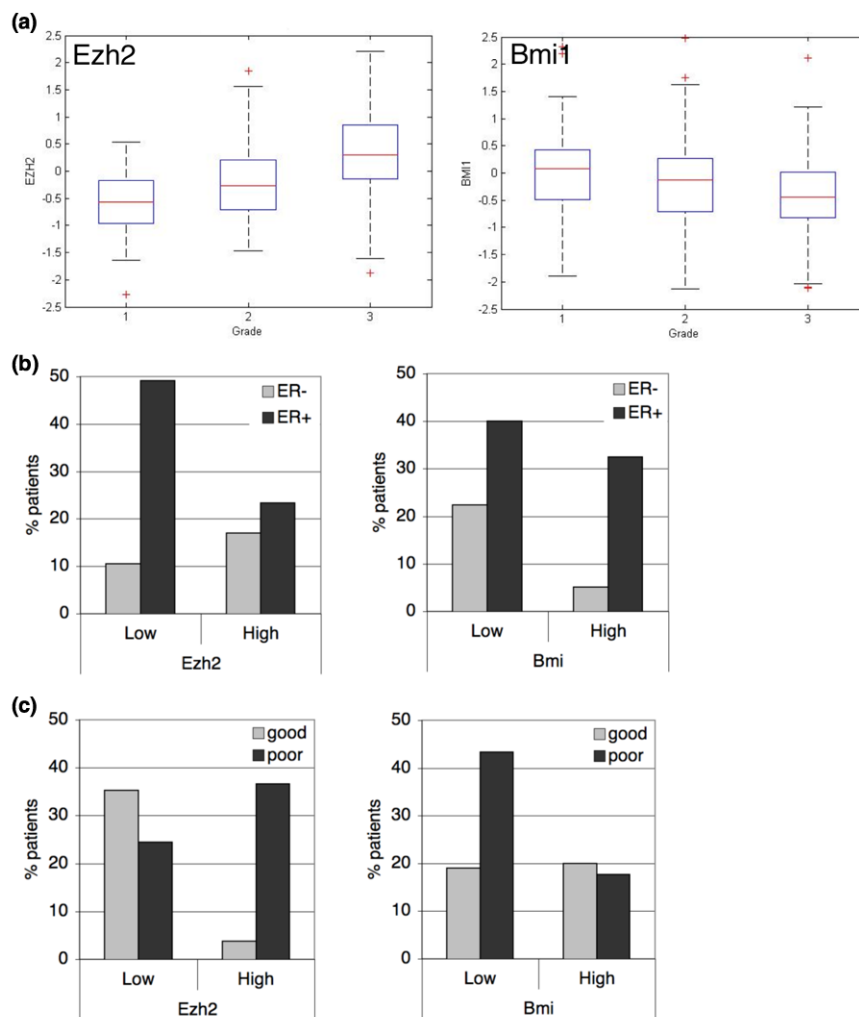 (a)
Ezh2
2.5
2
1.5
1
0.5
0
-0.5
-1
-1.5
-2
-2.5
EZH2
1 2 3
Grade
Bmi1
2.5
2
1.5
1
0.5
0
-0.5
-1
-1.5
-2
2.5
BMI1
1 2 3
Grade
(b)
50
40
30
20
10
0
% patients
ER-
ER+
Low High
Ezh2
50
40
30
20
10
0
% patients
ER-
ER+
Low High
Bmi
(c)
50
40
30
20
10
0
% patients
good
poor
Low High
Ezh2
50
40
30
20
10
0
% patients
good
poor
Low High
Bmi